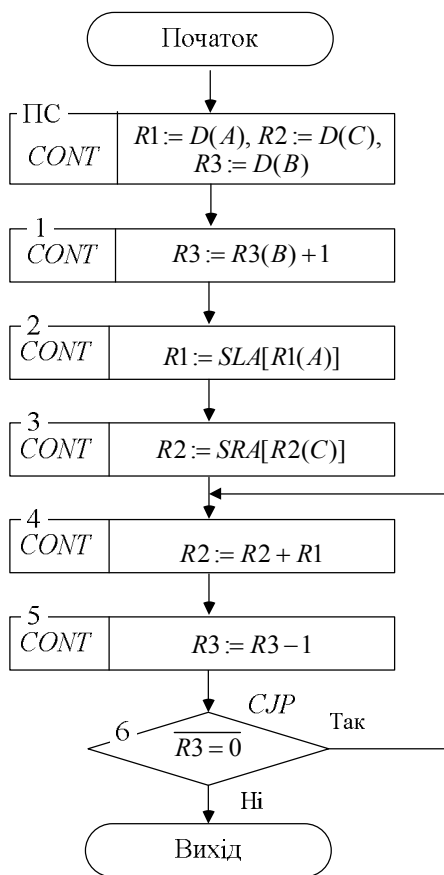 Початок
ПС
CONT
R1:= D(A), R2:= D(C),
R3:= D(B)
1
CONT
R3:= R3(B)+1
2
CONT
R1:= SLA[R1(A)]
3
CONT
R2:= SRA[R2(C)]
4
CONT
R2:= R2 + R1
5
CONT
R3:= R3−1
CJP
6
R3 = 0
Так
Ні
Вихід